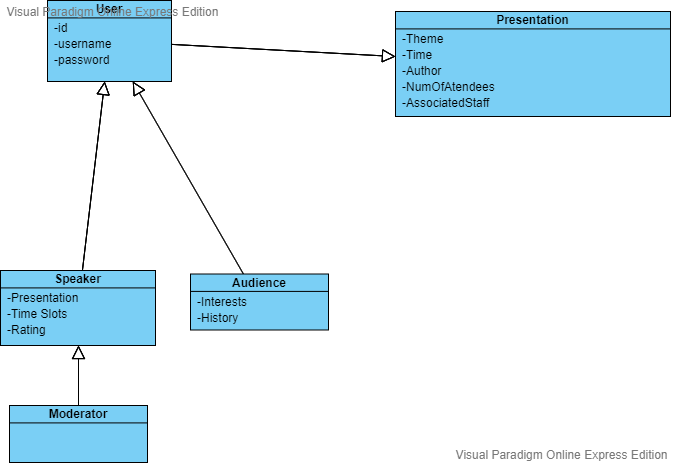 Visual Paradigm Online Express Edition
User
-id
-username
-password
Presentation
-Theme
-Time
-Author
-NumOfAtendees
-AssociatedStaff
Speaker
-Presentation
-Time Slots
-Rating
Audience
-Interests
-History
Moderator
Visual Paradigm Online Express Edition